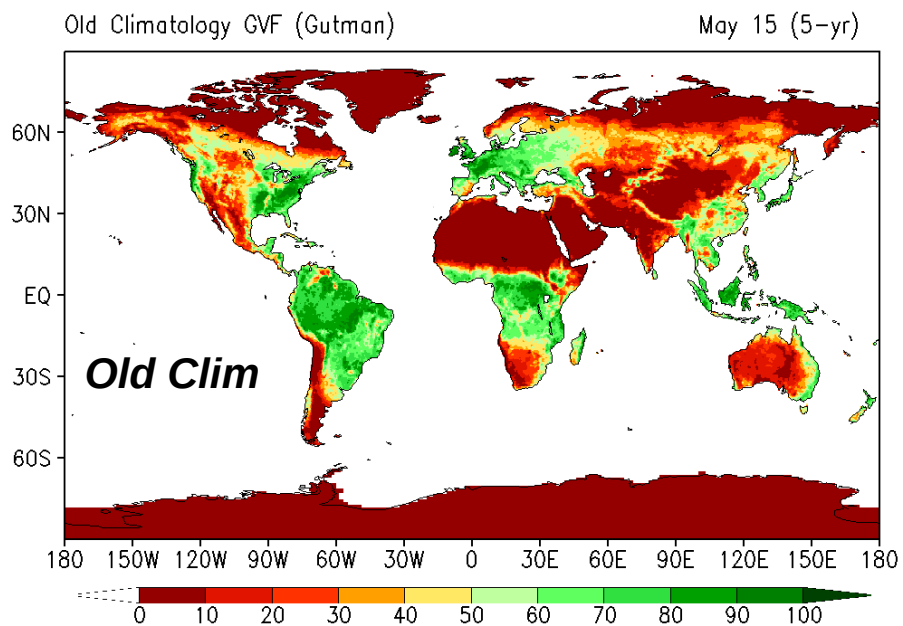 Old Climatology GVF (Gutman) May 15 (5-yr)
60N
30N
EQ
Old Clim
30S
60S
180 150W 120W 90W 60W 30W 0 30E 60E 90E 120E 150E 180
0 10 20 30 40 50 60 70 80 90 100